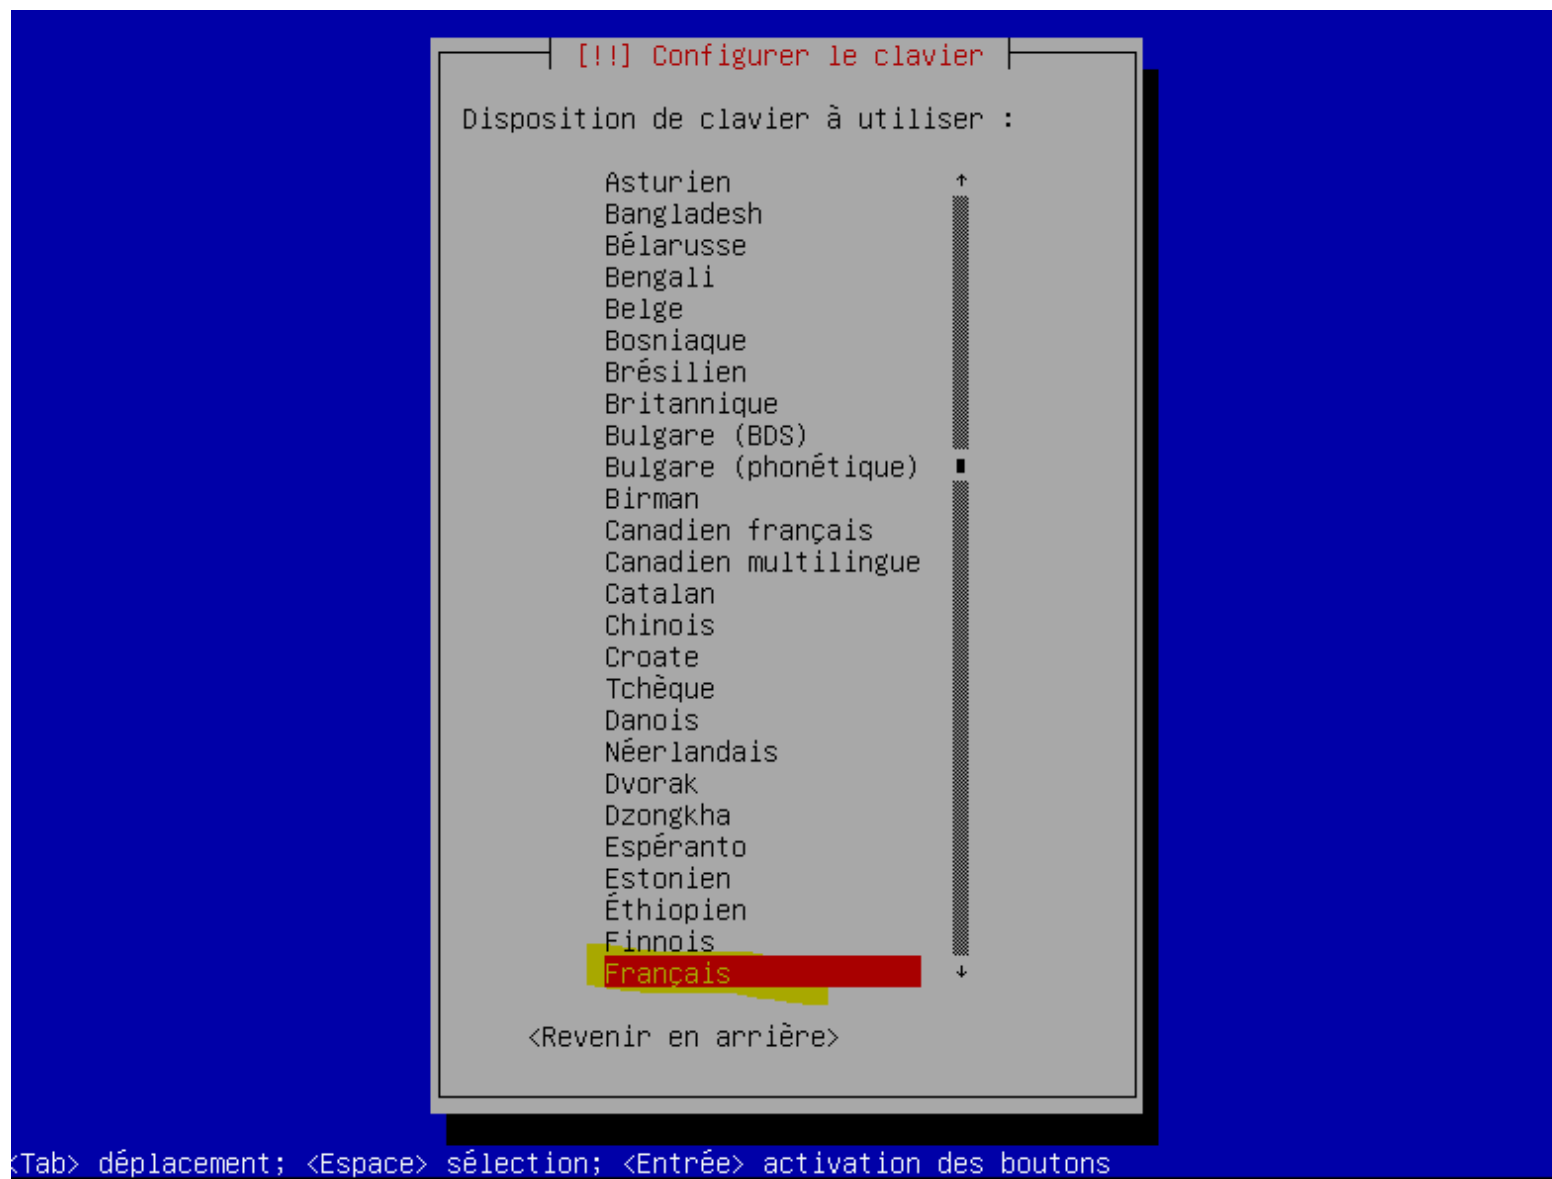 [!!] Configurer le clavier
Disposition de clavier à utiliser :
Asturien
Bangladesh
Bélarusse
Bengali
Belge
Bosniaque
Brésilien
Britannique
Bulgare (BDS)
Bulgare (phonétique)
Birman
Canadien français
Canadien multilingue
Catalan
Chinois
Croate
Tchèque
Danois
Néerlandais
Dvorak
Dzongkha
Espéranto
Estonien
Éthiopien
Finnois
Français
<Revenir en arrière>
<Tab> déplacement; <Espace> sélection; <Entrée> activation des boutons